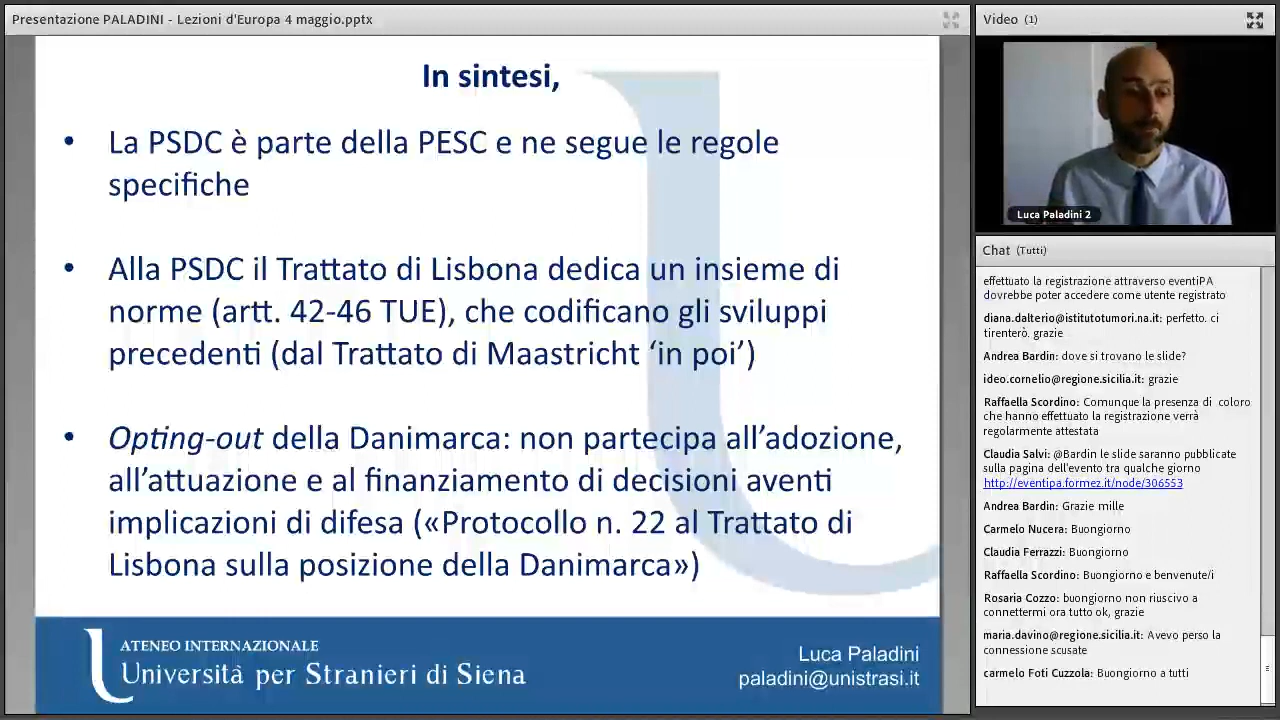 Presentazione PALADINI - Lezioni d'Europa 4 maggio.pptx
In sintesi,
• La PSDC è parte della PESC e ne segue le regole
specifiche
• Alla PSDC il Trattato di Lisbona dedica un insieme di
norme (artt. 42-46 TUE), che codificano gli sviluppi
precedenti (dal Trattato di Maastricht ‘in poi’)
• Opting-out della Danimarca: non partecipa all’adozione,
all’attuazione e al finanziamento di decisioni aventi
implicazioni di difesa («Protocollo n. 22 al Trattato di
Lisbona sulla posizione della Danimarca»)
ATENEO INTERNAZIONALE
Università per Stranieri di Siena
Luca Paladini
paladini@unistrasi.it
Video (1)
Luca Paladini 2
Chat (Tutti)
effettuato la registrazione attraverso eventiPA
dovrebbe poter accedere come utente registrato
diana.dalterio@istitutotumori.na.it: perfetto. ci
tirenterò. grazie
Andrea Bardin: dove si trovano le slide?
ideo.cornelio@regione.sicilia.it: grazie
Raffaella Scordino: Comunque la presenza di coloro
che hanno effettuato la registrazione verrà
regolarmente attestata
Claudia Salvi: @Bardin le slide saranno pubblicate
sulla pagina dell'evento tra qualche giorno
http://eventipa.formez.it/node/306553
Andrea Bardin: Grazie mille
Carmelo Nucera: Buongiorno
Claudia Ferrazzi: Buongiorno
Raffaella Scordino: Buongiorno e benvenute/i
Rosaria Cozzo: buongiorno non riuscivo a
connettermi ora tutto ok, grazie
maria.davino@regione.sicilia.it: Avevo perso la
connessione scusate
carmelo Foti Cuzzola: Buongiorno a tutti